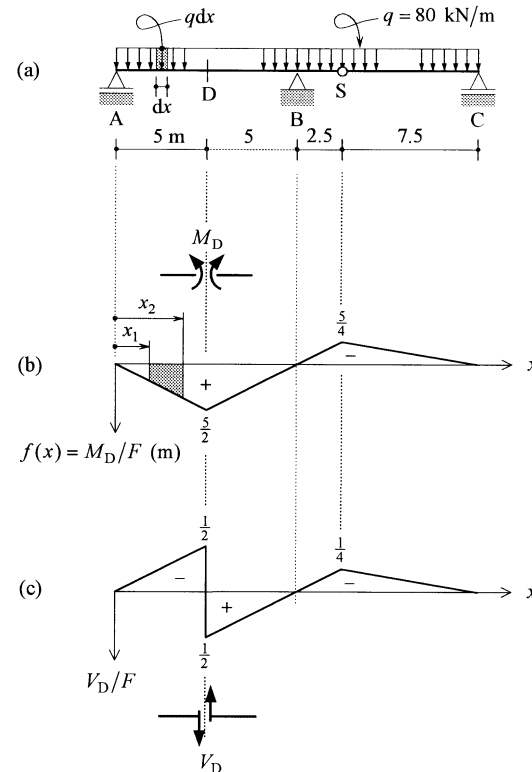 qdx
q = 80 kN/m
(a)
dx
A
D
B
S
C
5 m
5
2.5
7.5
M_D
x_2
x_1
5/4
(b)
+
−
x
5/2
f(x) = M_D/F (m)
1/2
1/4
(c)
−
+
−
x
1/2
V_D/F
V_D